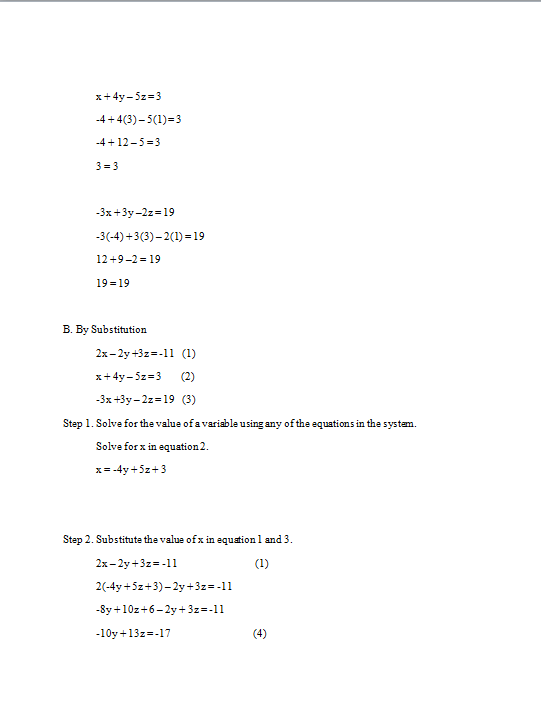 x + 4y – 5z = 3
-4 + 4(3) – 5(1) = 3
-4 + 12 – 5 = 3
3 = 3
-3x + 3y – 2z = 19
-3(-4) + 3(3) – 2(1) = 19
12 + 9 – 2 = 19
19 = 19
B. By Substitution
2x – 2y + 3z = -11 (1)
x + 4y – 5z = 3 (2)
-3x + 3y – 2z = 19 (3)
Step 1. Solve for the value of a variable using any of the equations in the system.
Solve for x in equation 2.
x = -4y + 5z + 3
Step 2. Substitute the value of x in equation 1 and 3.
2x – 2y + 3z = -11 (1)
2(-4y + 5z + 3) – 2y + 3z = -11
-8y + 10z + 6 – 2y + 3z = -11
-10y + 13z = -17 (4)